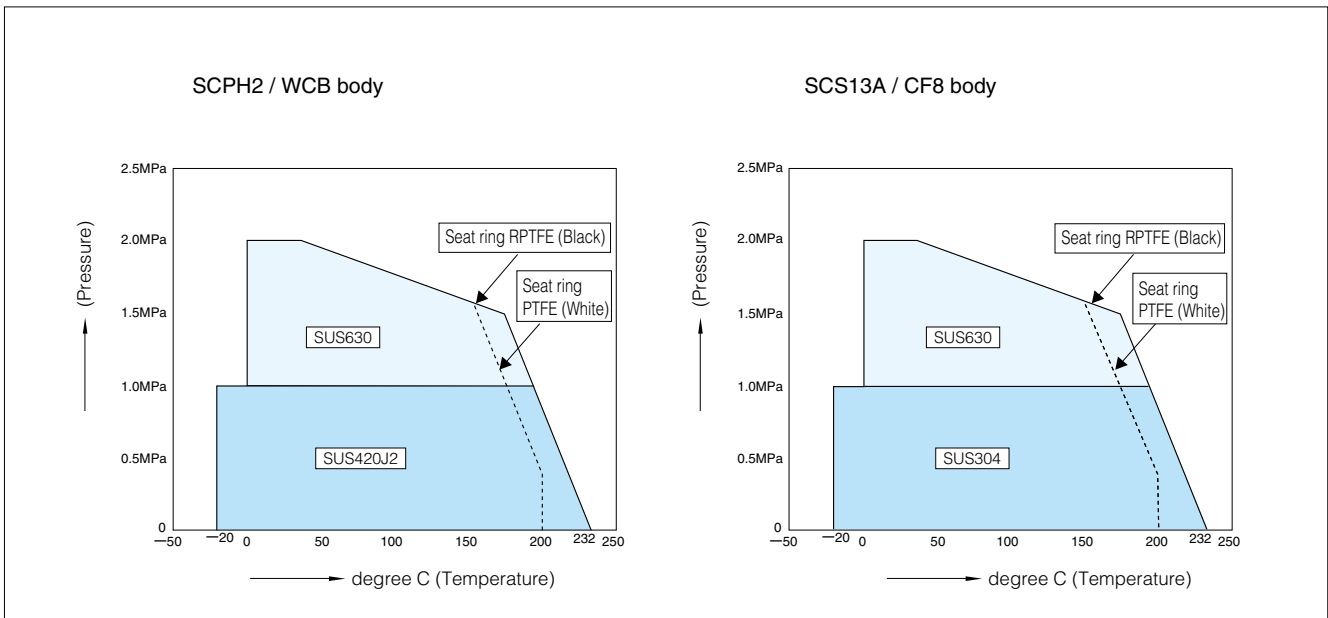 SCPH2 / WCB body
2.5MPa
2.0MPa
1.5MPa
1.0MPa
0.5MPa
0
(Pressure)
Seat ring RPTFE (Black)
Seat ring
PTFE (White)
SUS630
SUS420J2
—50
—20
0
50
100
150
200
232
250
degree C (Temperature)
SCS13A / CF8 body
2.5MPa
2.0MPa
1.5MPa
1.0MPa
0.5MPa
0
(Pressure)
Seat ring RPTFE (Black)
Seat ring
PTFE (White)
SUS630
SUS304
—50
—20
0
50
100
150
200
232
250
degree C (Temperature)